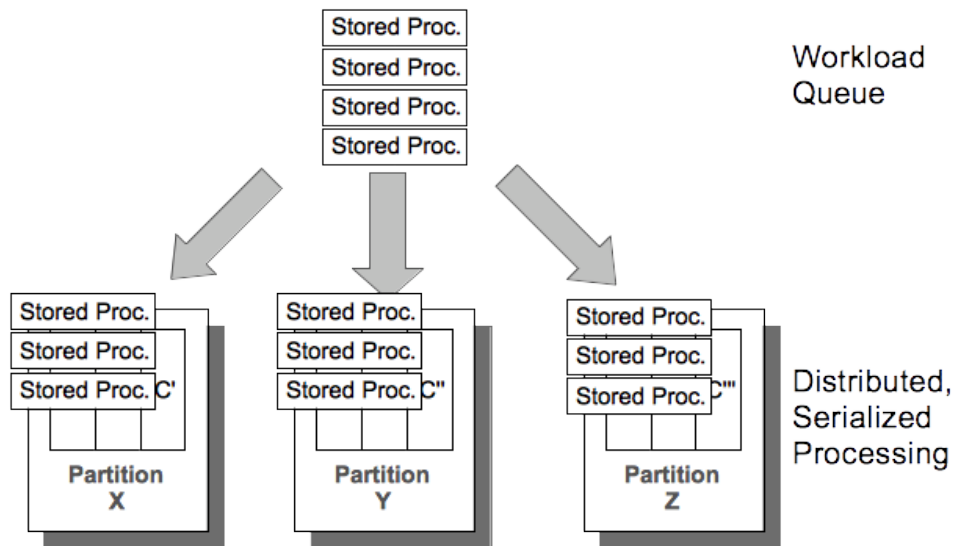 Stored Proc.
Stored Proc.
Stored Proc.
Stored Proc.
Workload
Queue
Stored Proc.
Stored Proc.
Stored Proc.
C'
Partition
X
Stored Proc.
Stored Proc.
Stored Proc.
C''
Partition
Y
Stored Proc.
Stored Proc.
Stored Proc.
C'''
Partition
Z
Distributed,
Serialized
Processing